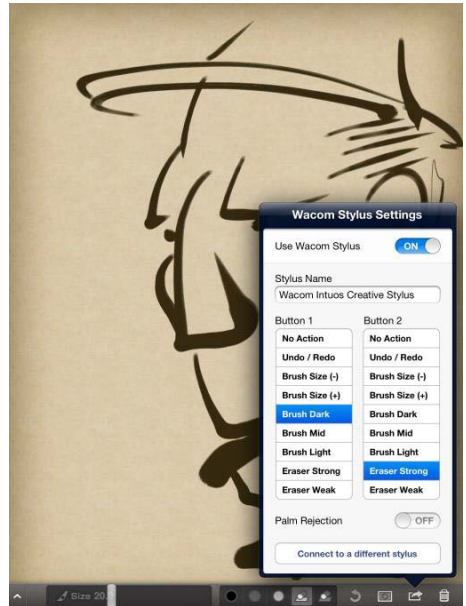 Wacom Stylus Settings
Use Wacom Stylus ON
Stylus Name
Wacom Intuos Creative Stylus
Button 1 Button 2
No Action No Action
Undo / Redo Undo / Redo
Brush Size (-) Brush Size (-)
Brush Size (+) Brush Size (+)
Brush Dark Brush Dark
Brush Mid Brush Mid
Brush Light Brush Light
Eraser Strong Eraser Strong
Eraser Weak Eraser Weak
Palm Rejection OFF
Connect to a different stylus
Size